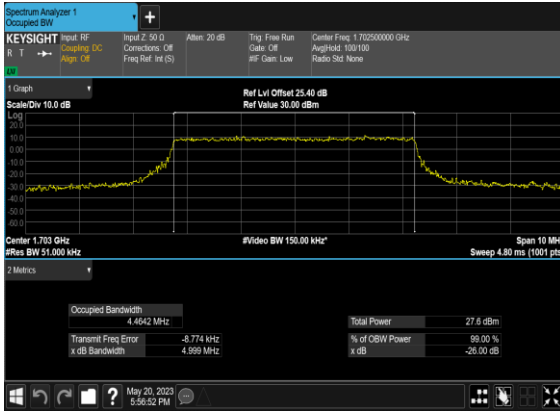 Spectrum Analyzer 1
Occupied BW
+
KEYSIGHT Input: RF Input Z: 50 Ω Atten: 20 dB Trig: Free Run Center Freq: 1.702500000 GHz
R T Coupling: DC Corrections: Off Gate: Off Avg|Hold: 100/100
Align: Off Freq Ref: Int (S) #IF Gain: Low Radio Std: None
1 Graph
Ref Lvl Offset 25.40 dB
Scale/Div 10.0 dB Ref Value 30.00 dBm
Log
20.0
10.0
0.00
-10.0
-20.0
-30.0
-40.0
-50.0
-60.0
Center 1.703 GHz #Video BW 150.00 kHz* Span 10 MH
#Res BW 51.000 kHz Sweep 4.80 ms (1001 pts
2 Metrics
Occupied Bandwidth
4.4642 MHz Total Power 27.6 dBm
Transmit Freq Error -8.774 kHz % of OBW Power 99.00 %
x dB Bandwidth 4.999 MHz x dB -26.00 dB
? May 20, 2023
5:56:52 PM